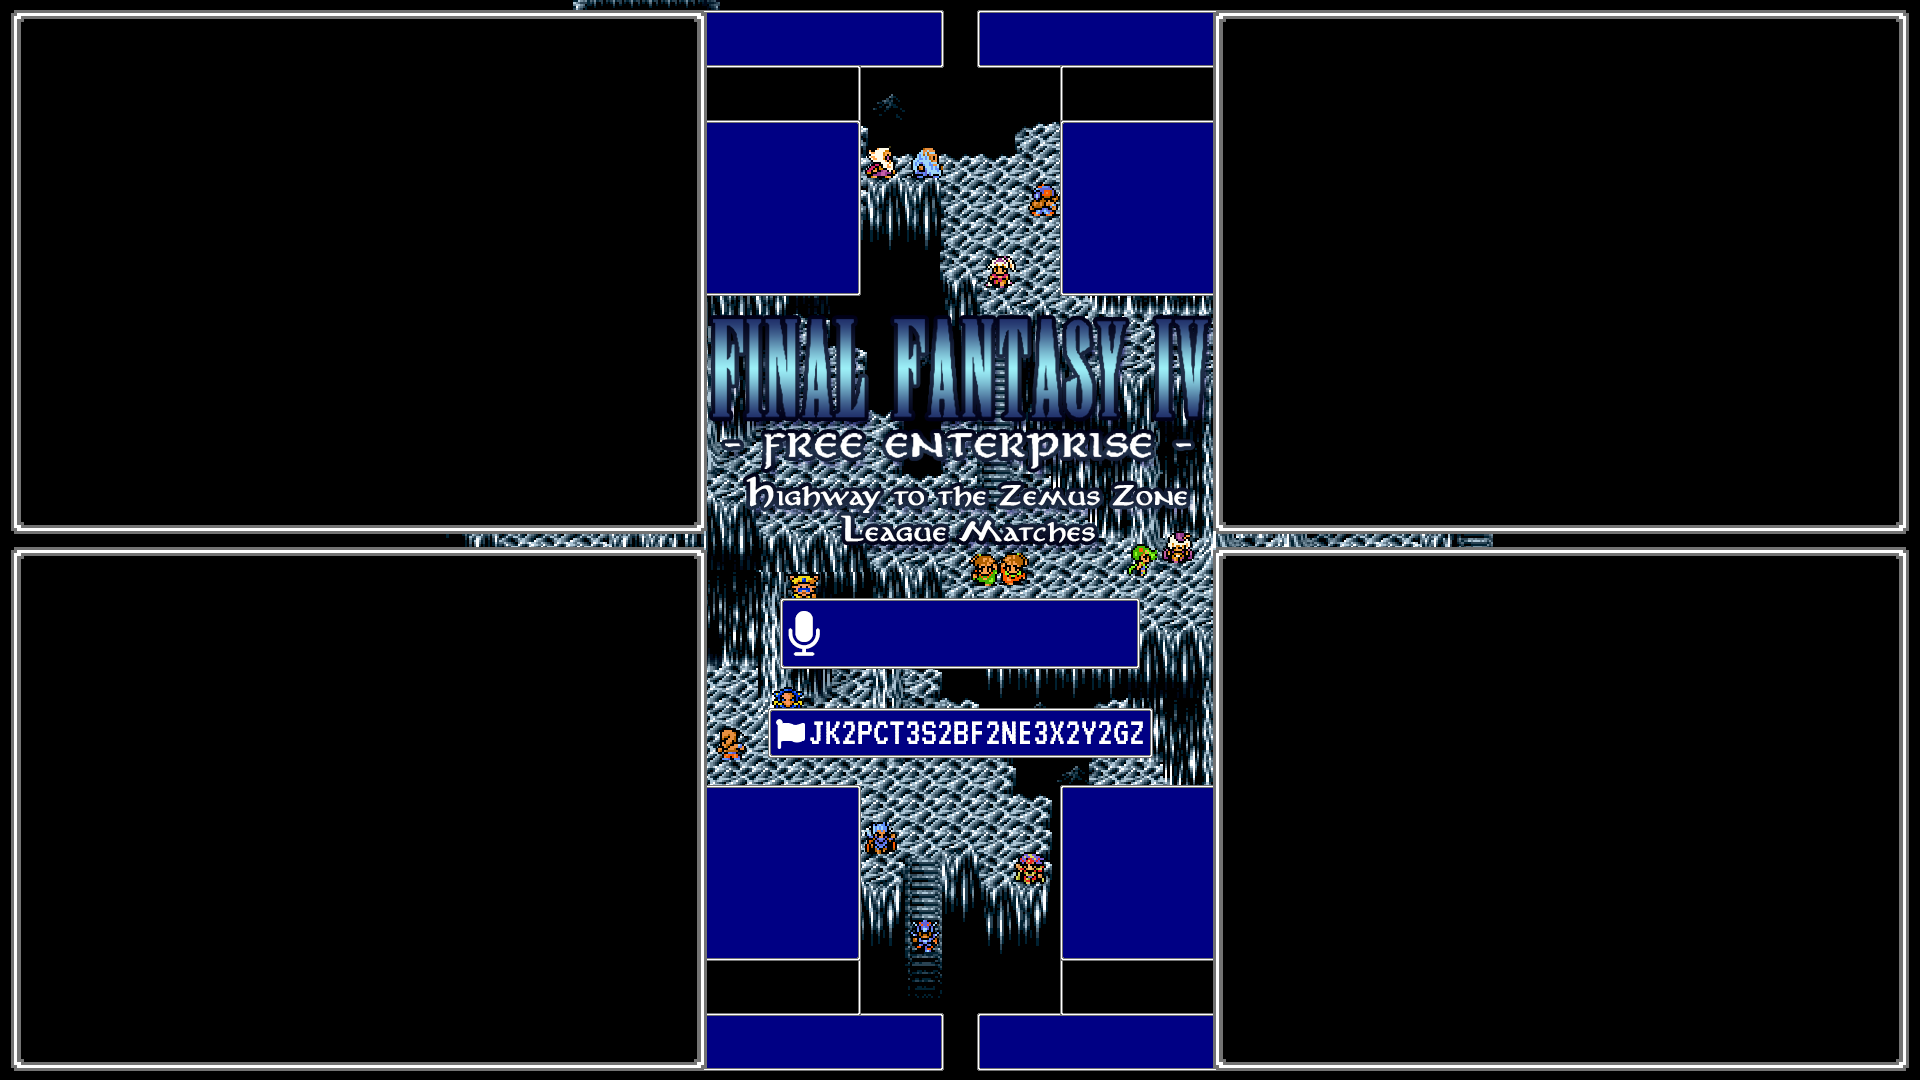 FINAL FANTASY IV
- FREE ENTERPRISE -
Highway to the Zemus Zone
League Matches
JK2PCT3S2BF2NE3X2Y2GZ